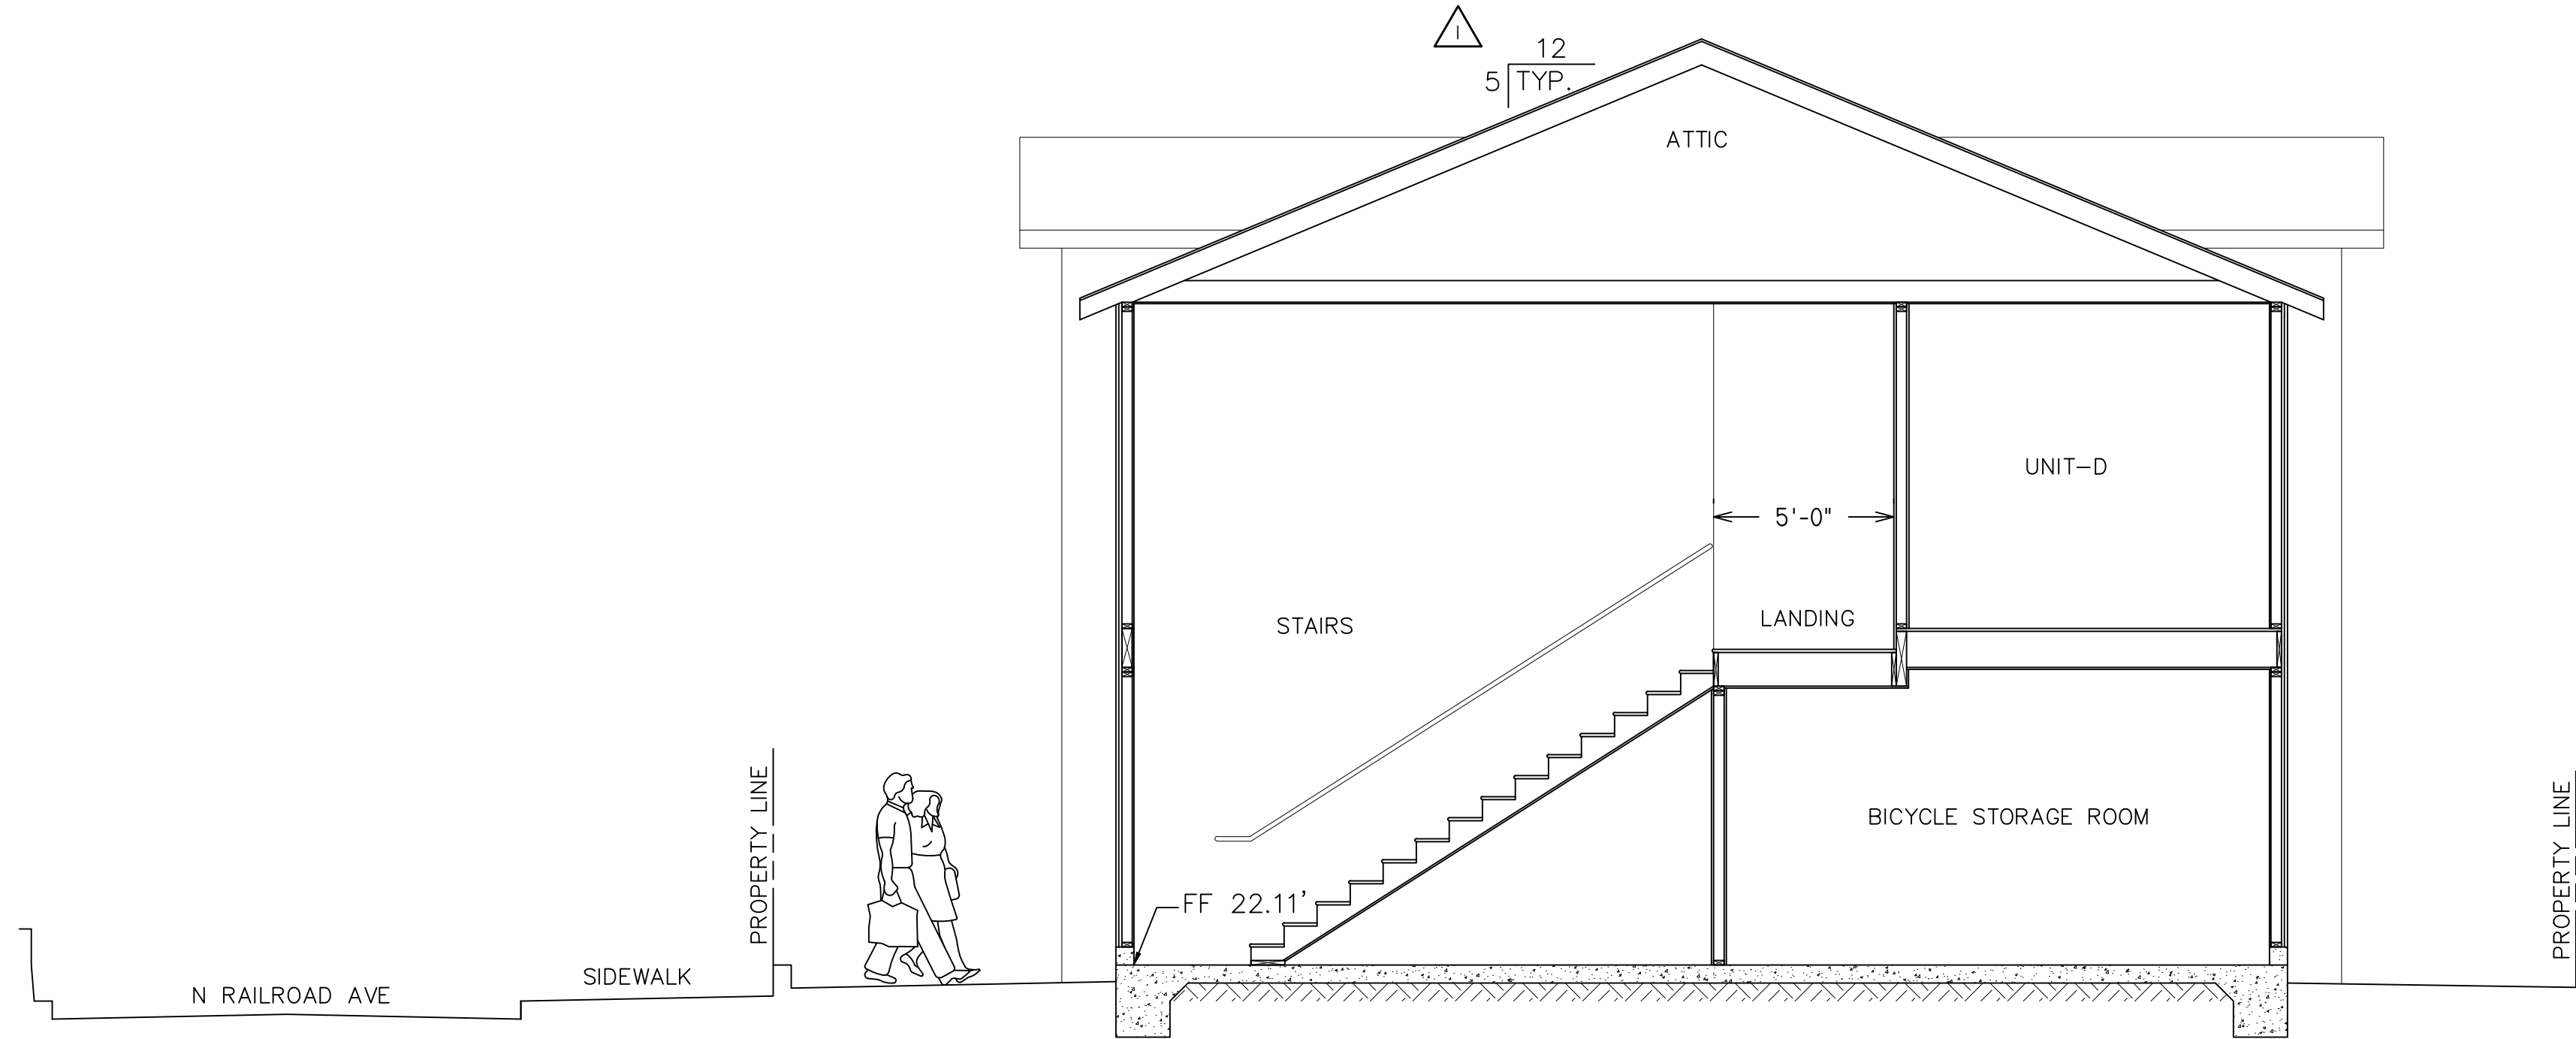 1
12
5 TYP.
ATTIC
UNIT-D
5'-0"
STAIRS
LANDING
PROPERTY LINE
BICYCLE STORAGE ROOM
PROPERTY LINE
FF 22.11'
SIDEWALK
N RAILROAD AVE